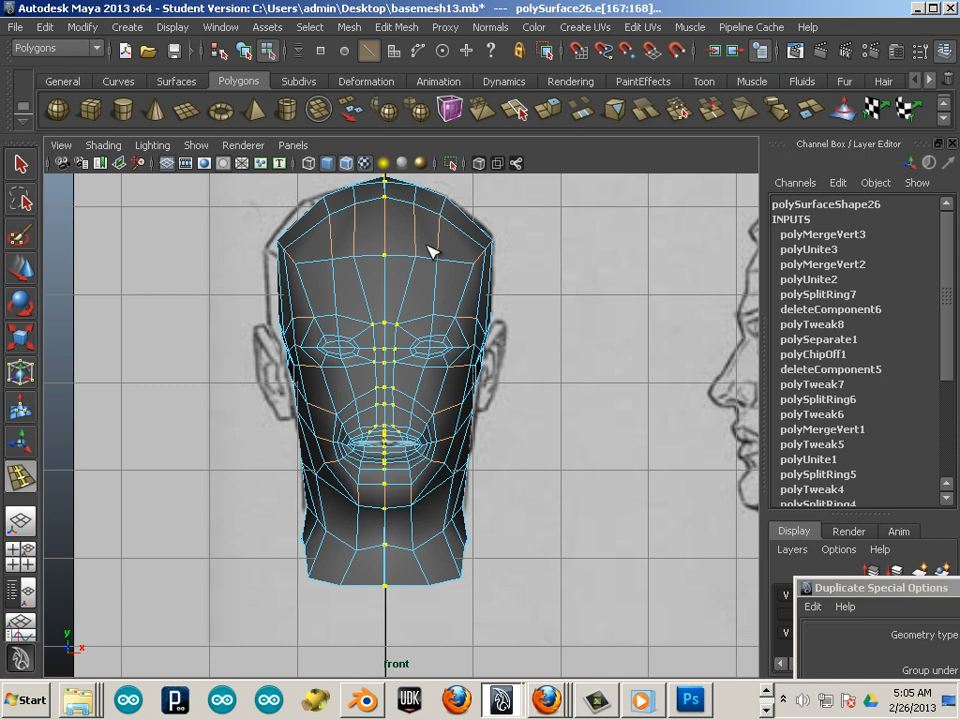 Autodesk Maya 2013 x64 - Student Version: C:\Users\admin\Desktop\basemesh13.mb* --- polySurface26.e[167:168]...
File Edit Modify Create Display Window Assets Select Mesh Edit Mesh Proxy Normals Color Create UVs Edit UVs Muscle Pipeline Cache Help
Polygons
General Curves Surfaces Polygons Subdivs Deformation Animation Dynamics Rendering PaintEffects Toon Muscle Fluids Fur Hair
View Shading Lighting Show Renderer Panels
Channel Box / Layer Editor
Channels Edit Object Show
polySurfaceShape26
INPUTS
polyMergeVert3
polyUnite3
polyMergeVert2
polyUnite2
polySplitRing7
deleteComponent6
polyTweak8
polySeparate1
polyChipOff1
deleteComponent5
polyTweak7
polySplitRing6
polyTweak6
polyMergeVert1
polyTweak5
polyUnite1
polySplitRing5
polyTweak4
polySplitRing4
Display Render Anim
Layers Options Help
V
V
Duplicate Special Options
Edit Help
Geometry type
Group under
y
x
front
Start
UDK
Ps
5:05 AM
2/26/2013